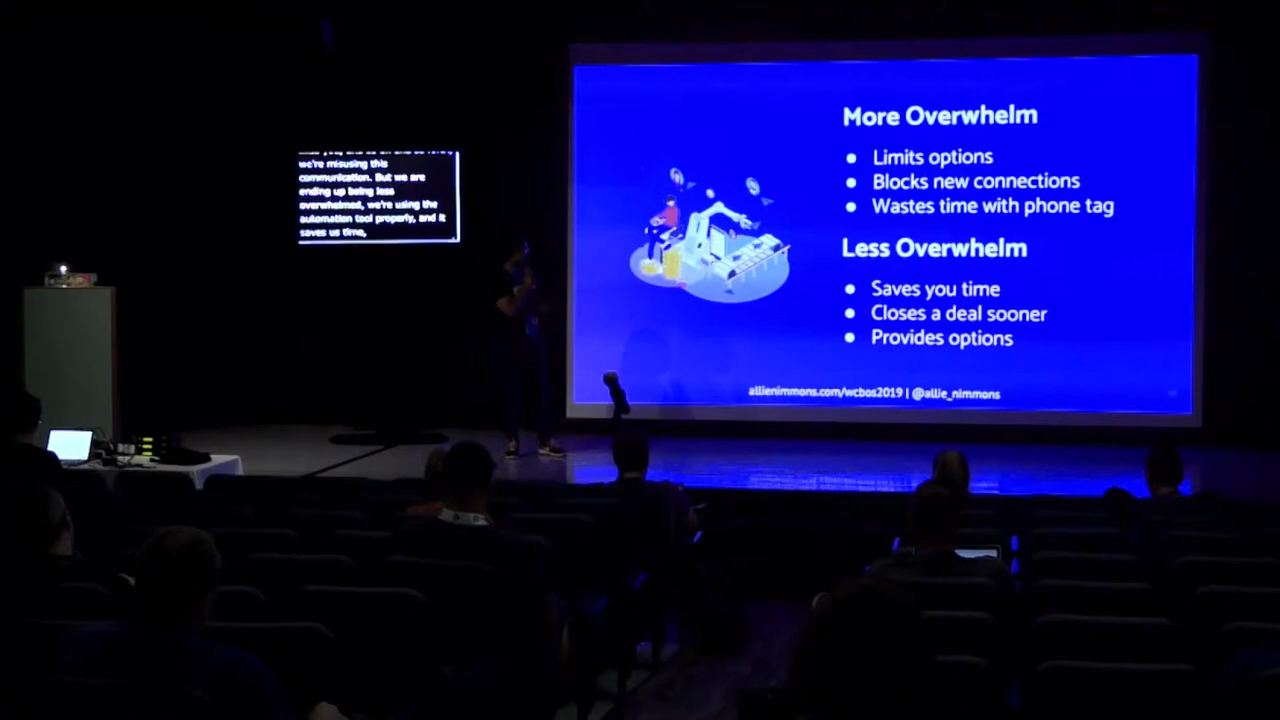 we're misusing this
communication. But we are
ending up being less
overwhelmed, we're using the
automation tool properly, and it
saves us time,
More Overwhelm
Limits options
Blocks new connections
Wastes time with phone tag
Less Overwhelm
Saves you time
Closes a deal sooner
Provides options
allienimmons.com/wcbos2019 | @allie_nimmons